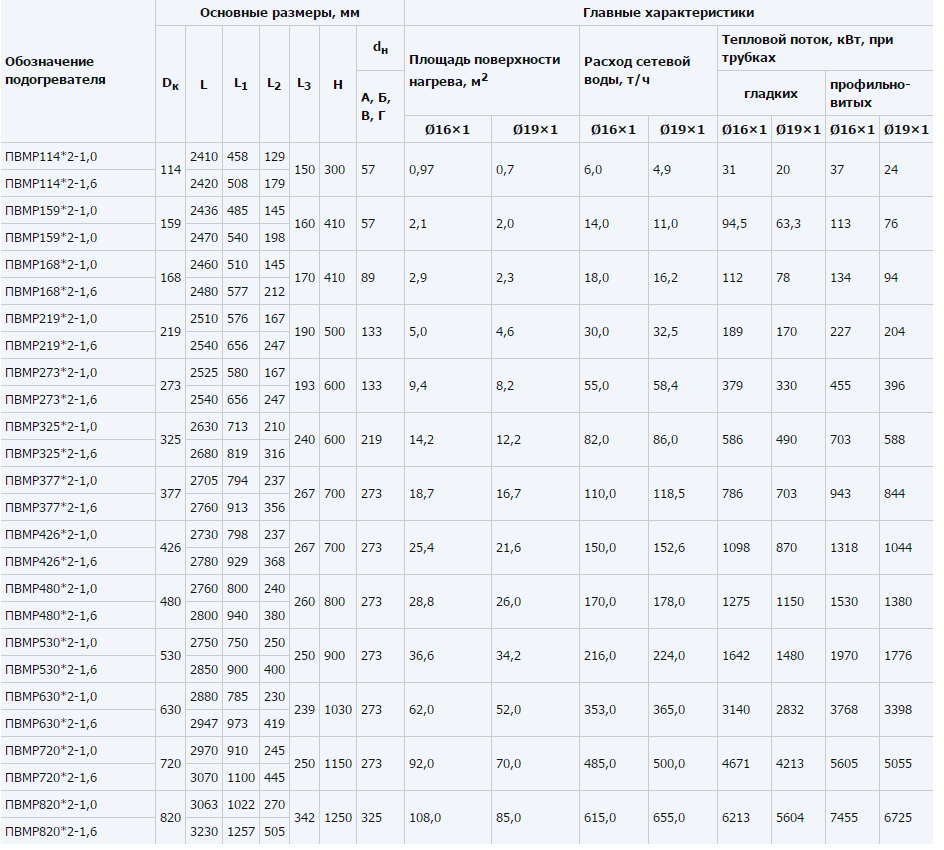 Обозначение подогревателя Основные размеры, мм Главные характеристики
Dк L L1 L2 L3 H dн Площадь поверхности нагрева, м2 Расход сетевой воды, т/ч Тепловой поток, кВт, при трубках
А, Б, В, Г гладких профильно-витых
Ø16×1 Ø19×1 Ø16×1 Ø19×1 Ø16×1 Ø19×1 Ø16×1 Ø19×1
ПВМР114*2-1,0 114 2410 458 129 150 300 57 0,97 0,7 6,0 4,9 31 20 37 24
ПВМР114*2-1,6 2420 508 179
ПВМР159*2-1,0 159 2436 485 145 160 410 57 2,1 2,0 14,0 11,0 94,5 63,3 113 76
ПВМР159*2-1,0 2470 540 198
ПВМР168*2-1,0 168 2460 510 145 170 410 89 2,9 2,3 18,0 16,2 112 78 134 94
ПВМР168*2-1,6 2480 577 212
ПВМР219*2-1,0 219 2510 576 167 190 500 133 5,0 4,6 30,0 32,5 189 170 227 204
ПВМР219*2-1,6 2540 656 247
ПВМР273*2-1,0 273 2525 580 167 193 600 133 9,4 8,2 55,0 58,4 379 330 455 396
ПВМР273*2-1,6 2540 656 247
ПВМР325*2-1,0 325 2630 713 210 240 600 219 14,2 12,2 82,0 86,0 586 490 703 588
ПВМР325*2-1,6 2680 819 316
ПВМР377*2-1,0 377 2705 794 237 267 700 273 18,7 16,7 110,0 118,5 786 703 943 844
ПВМР377*2-1,6 2760 913 356
ПВМР426*2-1,0 426 2730 798 237 267 700 273 25,4 21,6 150,0 152,6 1098 870 1318 1044
ПВМР426*2-1,6 2780 929 368
ПВМР480*2-1,0 480 2760 800 240 260 800 273 28,8 26,0 170,0 178,0 1275 1150 1530 1380
ПВМР480*2-1,6 2800 940 380
ПВМР530*2-1,0 530 2750 750 250 250 900 273 36,6 34,2 216,0 224,0 1642 1480 1970 1776
ПВМР530*2-1,6 2850 900 400
ПВМР630*2-1,0 630 2880 785 230 239 1030 273 62,0 52,0 353,0 365,0 3140 2832 3768 3398
ПВМР630*2-1,6 2947 973 419
ПВМР720*2-1,0 720 2970 910 245 250 1150 273 92,0 70,0 485,0 500,0 4671 4213 5605 5055
ПВМР720*2-1,6 3070 1100 445
ПВМР820*2-1,0 820 3063 1022 270 342 1250 325 108,0 85,0 615,0 655,0 6213 5604 7455 6725
ПВМР820*2-1,6 3230 1257 505